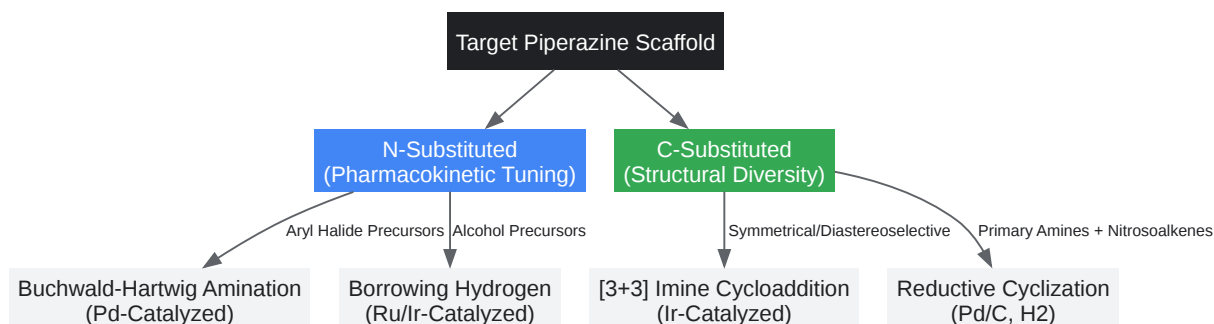 Target Piperazine Scaffold
N-Substituted
(Pharmacokinetic Tuning)
C-Substituted
(Structural Diversity)
Aryl Halide Precursors
Alcohol Precursors
Symmetrical/Diastereoselective
Primary Amines + Nitrosoalkenes
Buchwald-Hartwig Amination
(Pd-Catalyzed)
Borrowing Hydrogen
(Ru/Ir-Catalyzed)
[3+3] Imine Cycloaddition
(Ir-Catalyzed)
Reductive Cyclization
(Pd/C, H2)